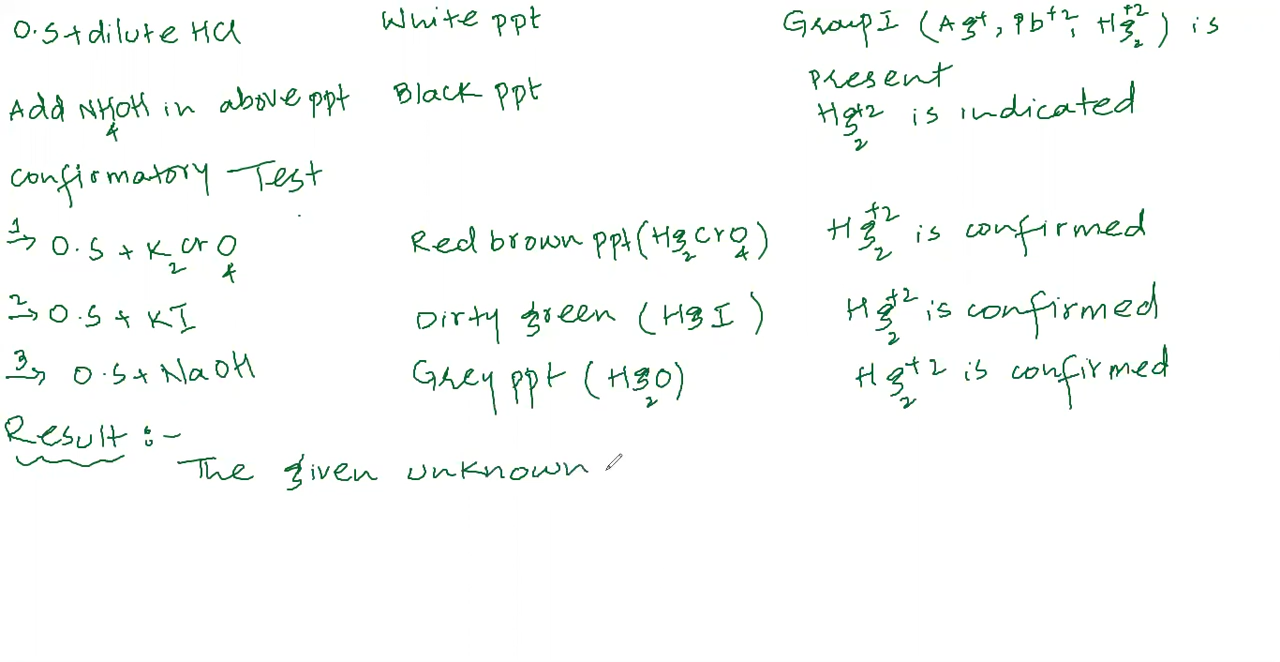 O.S + dilute HCl White ppt Group I (Ag+, Pb+2, Hg2+2) is
present
Add NH4OH in above ppt Black ppt Hg2+2 is indicated
Confirmatory Test
1→ O.S + K2CrO4 Red brown ppt (Hg2CrO4) Hg2+2 is confirmed
2→ O.S + KI Dirty green (HgI) Hg2+2 is confirmed
3→ O.S + NaOH Grey ppt (Hg2O) Hg2+2 is confirmed
Result :-
The given unknown